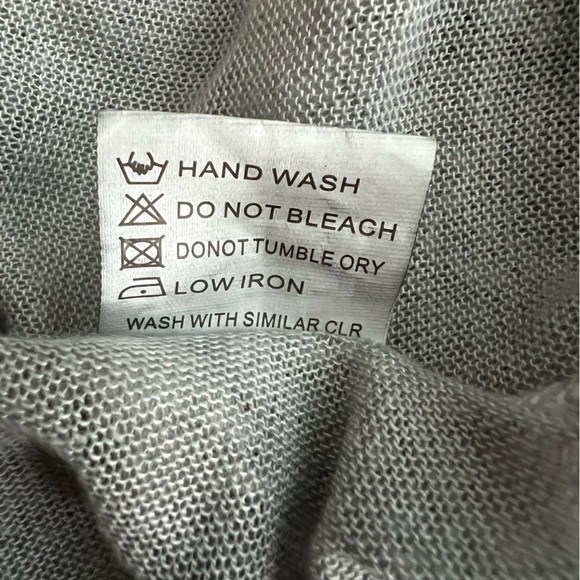 HAND WASH
DO NOT BLEACH
DONOT TUMBLE ORY
LOW IRON
WASH WITH SIMILAR CLR